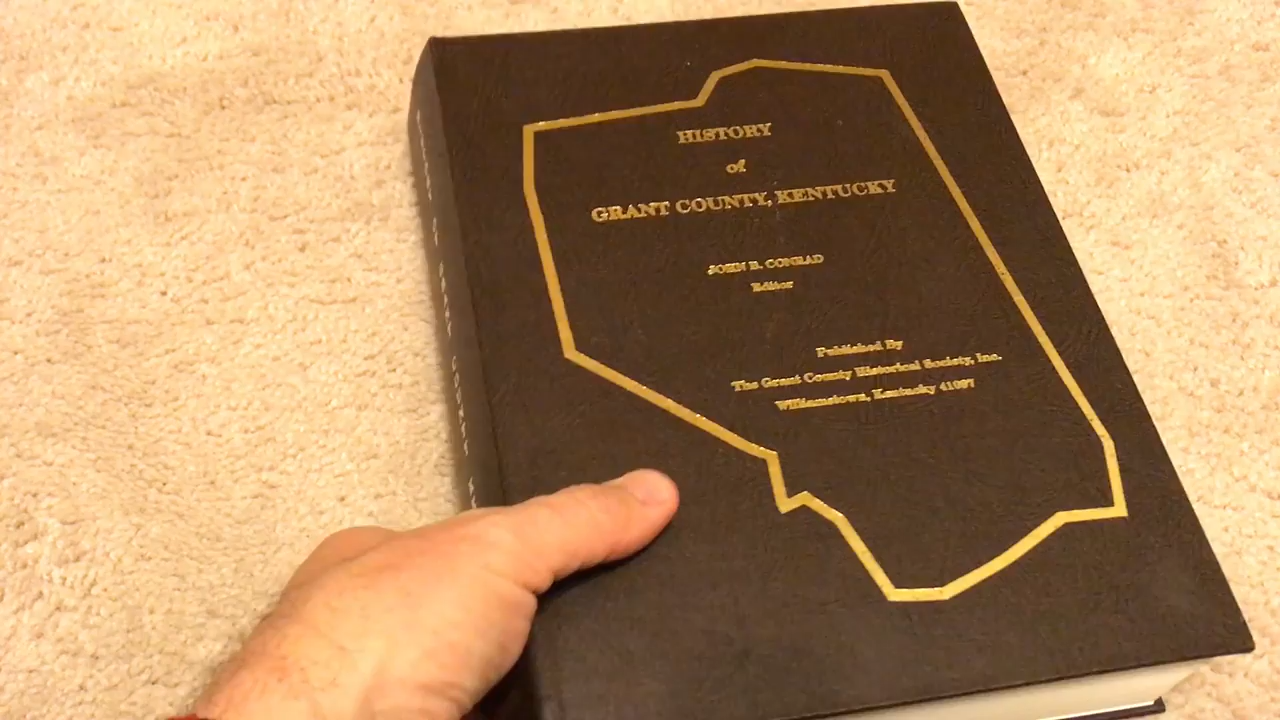 HISTORY
of
GRANT COUNTY, KENTUCKY
JOHN B. CONRAD
Editor
Published By
The Grant County Historical Society, Inc.
Williamstown, Kentucky 41097